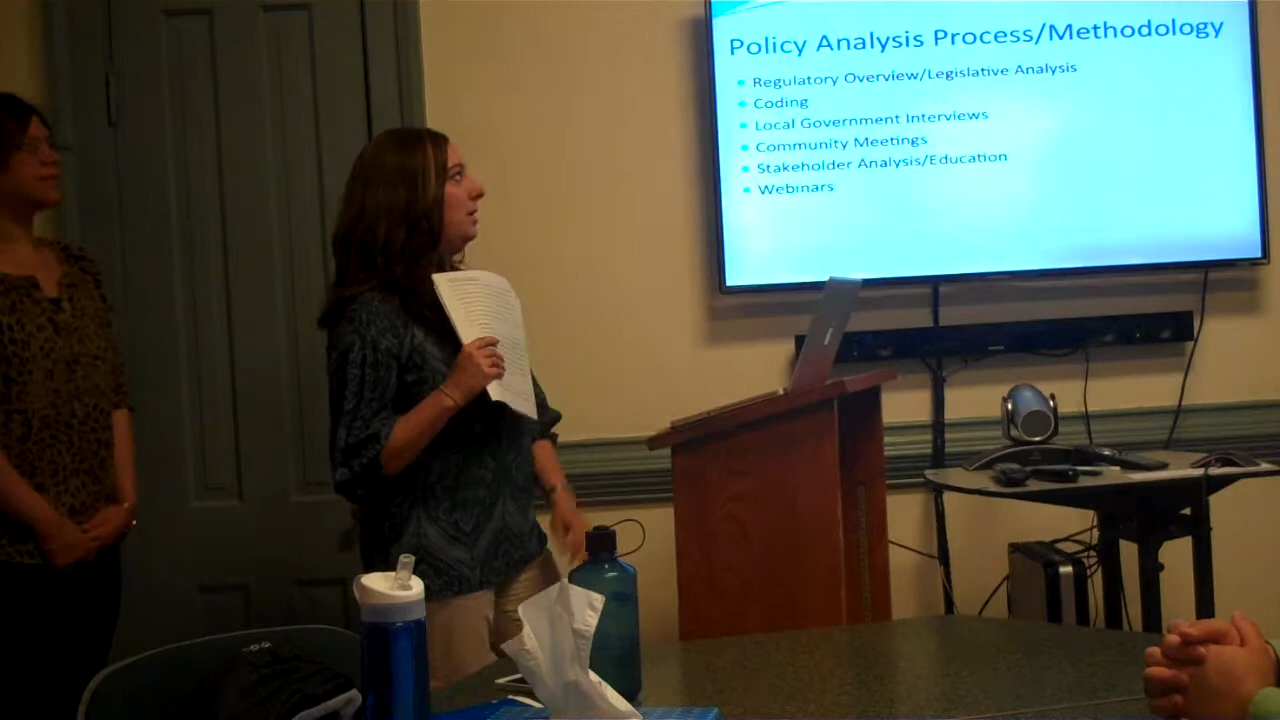 Policy Analysis Process/Methodology
Regulatory Overview/Legislative Analysis
Coding
Local Government Interviews
Community Meetings
Stakeholder Analysis/Education
Webinars